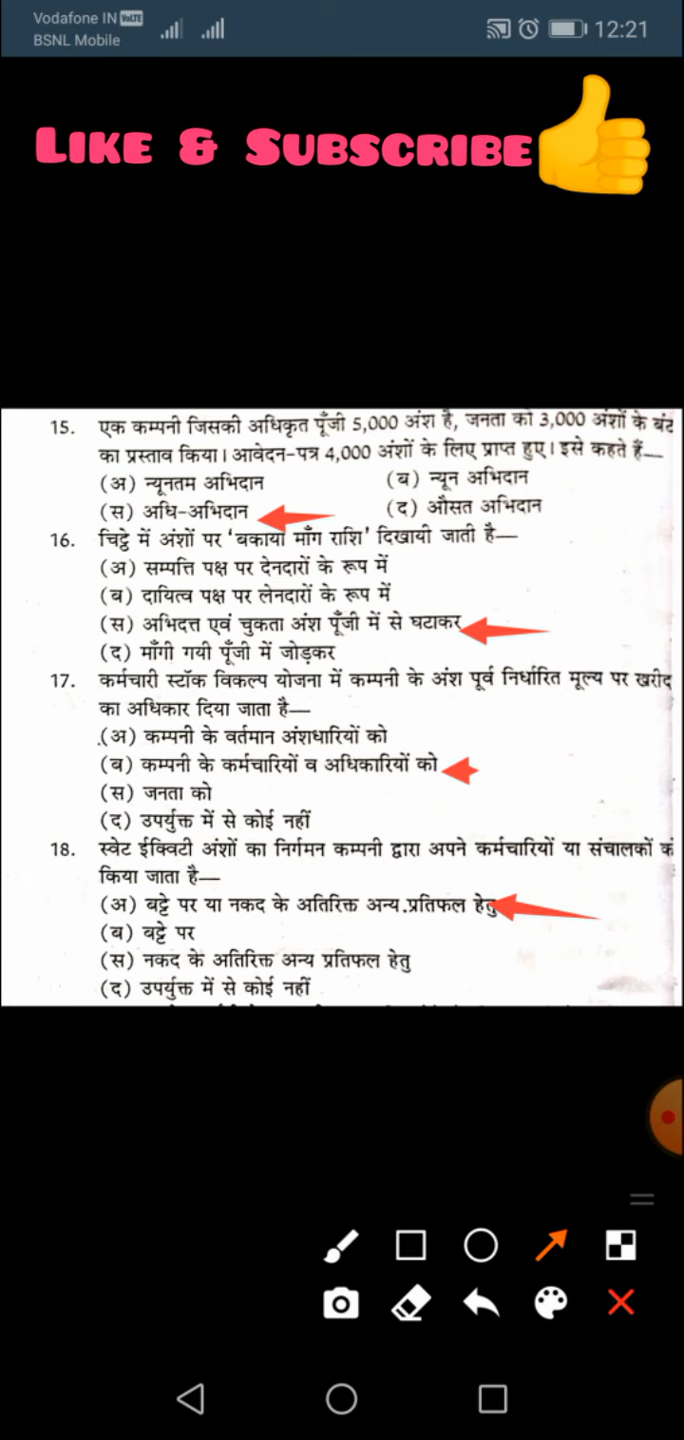 Vodafone IN VoLTE
BSNL Mobile
12:21
LIKE & SUBSCRIBE
15. एक कम्पनी जिसकी अधिकृत पूँजी 5,000 अंश है, जनता को 3,000 अंशों के बंट
का प्रस्ताव किया। आवेदन-पत्र 4,000 अंशों के लिए प्राप्त हुए। इसे कहते हैं—
(अ) न्यूनतम अभिदान (ब) न्यून अभिदान
(स) अधि-अभिदान (द) औसत अभिदान
16. चिट्ठे में अंशों पर 'बकाया माँग राशि' दिखायी जाती है—
(अ) सम्पत्ति पक्ष पर देनदारों के रूप में
(ब) दायित्व पक्ष पर लेनदारों के रूप में
(स) अभिदत्त एवं चुकता अंश पूँजी में से घटाकर
(द) माँगी गयी पूँजी में जोड़कर
17. कर्मचारी स्टॉक विकल्प योजना में कम्पनी के अंश पूर्व निर्धारित मूल्य पर खरीद
का अधिकार दिया जाता है—
(अ) कम्पनी के वर्तमान अंशधारियों को
(ब) कम्पनी के कर्मचारियों व अधिकारियों को
(स) जनता को
(द) उपर्युक्त में से कोई नहीं
18. स्वेट ईक्विटी अंशों का निर्गमन कम्पनी द्वारा अपने कर्मचारियों या संचालकों
किया जाता है—
(अ) बट्टे पर या नकद के अतिरिक्त अन्य प्रतिफल हेतु
(ब) बट्टे पर
(स) नकद के अतिरिक्त अन्य प्रतिफल हेतु
(द) उपर्युक्त में से कोई नहीं